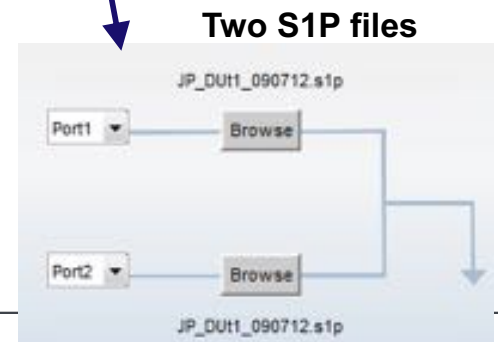 Two S1P files
JP_DUt1_090712.s1p
Port1 Browse
Port2 Browse
JP_DUt1_090712.s1p